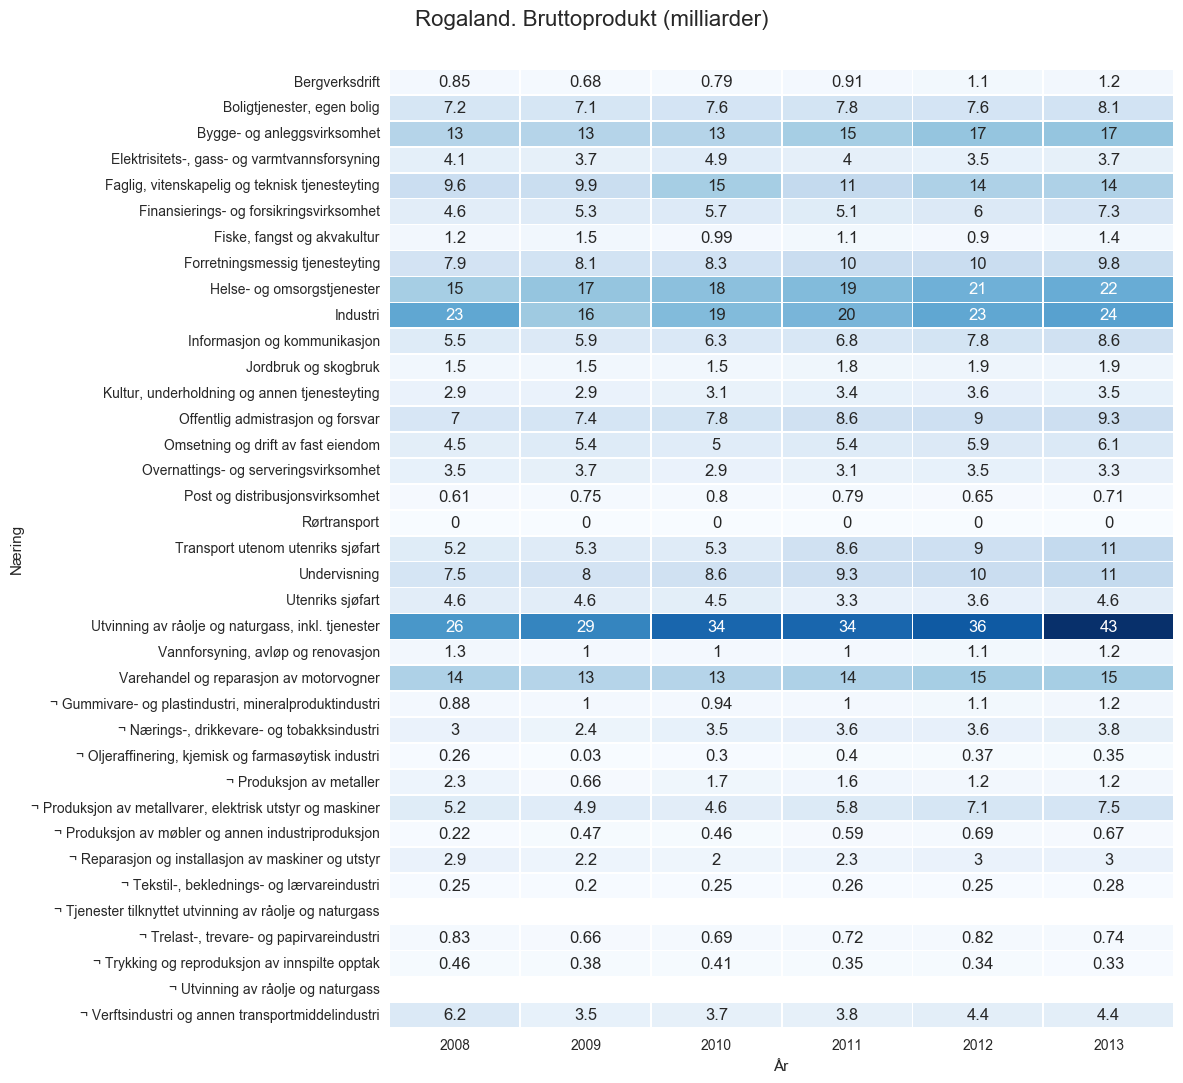 Rogaland. Bruttoprodukt (milliarder)
Bergverksdrift 0.85 0.68 0.79 0.91 1.1 1.2
Boligtjenester, egen bolig 7.2 7.1 7.6 7.8 7.6 8.1
Bygge- og anleggsvirksomhet 13 13 13 15 17 17
Elektrisitets-, gass- og varmtvannsforsyning 4.1 3.7 4.9 4 3.5 3.7
Faglig, vitenskapelig og teknisk tjenesteyting 9.6 9.9 15 11 14 14
Finansierings- og forsikringsvirksomhet 4.6 5.3 5.7 5.1 6 7.3
Fiske, fangst og akvakultur 1.2 1.5 0.99 1.1 0.9 1.4
Forretningsmessig tjenesteyting 7.9 8.1 8.3 10 10 9.8
Helse- og omsorgstjenester 15 17 18 19 21 22
Industri 23 16 19 20 23 24
Informasjon og kommunikasjon 5.5 5.9 6.3 6.8 7.8 8.6
Jordbruk og skogbruk 1.5 1.5 1.5 1.8 1.9 1.9
Kultur, underholdning og annen tjenesteyting 2.9 2.9 3.1 3.4 3.6 3.5
Offentlig admistrasjon og forsvar 7 7.4 7.8 8.6 9 9.3
Omsetning og drift av fast eiendom 4.5 5.4 5 5.4 5.9 6.1
Overnattings- og serveringsvirksomhet 3.5 3.7 2.9 3.1 3.5 3.3
Post og distribusjonsvirksomhet 0.61 0.75 0.8 0.79 0.65 0.71
Rørtransport 0 0 0 0 0 0
Transport utenom utenriks sjøfart 5.2 5.3 5.3 8.6 9 11
Undervisning 7.5 8 8.6 9.3 10 11
Utenriks sjøfart 4.6 4.6 4.5 3.3 3.6 4.6
Utvinning av råolje og naturgass, inkl. tjenester 26 29 34 34 36 43
Vannforsyning, avløp og renovasjon 1.3 1 1 1 1.1 1.2
Varehandel og reparasjon av motorvogner 14 13 13 14 15 15
¬ Gummivare- og plastindustri, mineralproduktindustri 0.88 1 0.94 1 1.1 1.2
¬ Nærings-, drikkevare- og tobakksindustri 3 2.4 3.5 3.6 3.6 3.8
¬ Oljeraffinering, kjemisk og farmasøytisk industri 0.26 0.03 0.3 0.4 0.37 0.35
¬ Produksjon av metaller 2.3 0.66 1.7 1.6 1.2 1.2
¬ Produksjon av metallvarer, elektrisk utstyr og maskiner 5.2 4.9 4.6 5.8 7.1 7.5
¬ Produksjon av møbler og annen industriproduksjon 0.22 0.47 0.46 0.59 0.69 0.67
¬ Reparasjon og installasjon av maskiner og utstyr 2.9 2.2 2 2.3 3 3
¬ Tekstil-, beklednings- og lærvareindustri 0.25 0.2 0.25 0.26 0.25 0.28
¬ Tjenester tilknyttet utvinning av råolje og naturgass
¬ Trelast-, trevare- og papirvareindustri 0.83 0.66 0.69 0.72 0.82 0.74
¬ Trykking og reproduksjon av innspilte opptak 0.46 0.38 0.41 0.35 0.34 0.33
¬ Utvinning av råolje og naturgass
¬ Verftsindustri og annen transportmiddelindustri 6.2 3.5 3.7 3.8 4.4 4.4
2008 2009 2010 2011 2012 2013
År
Næring